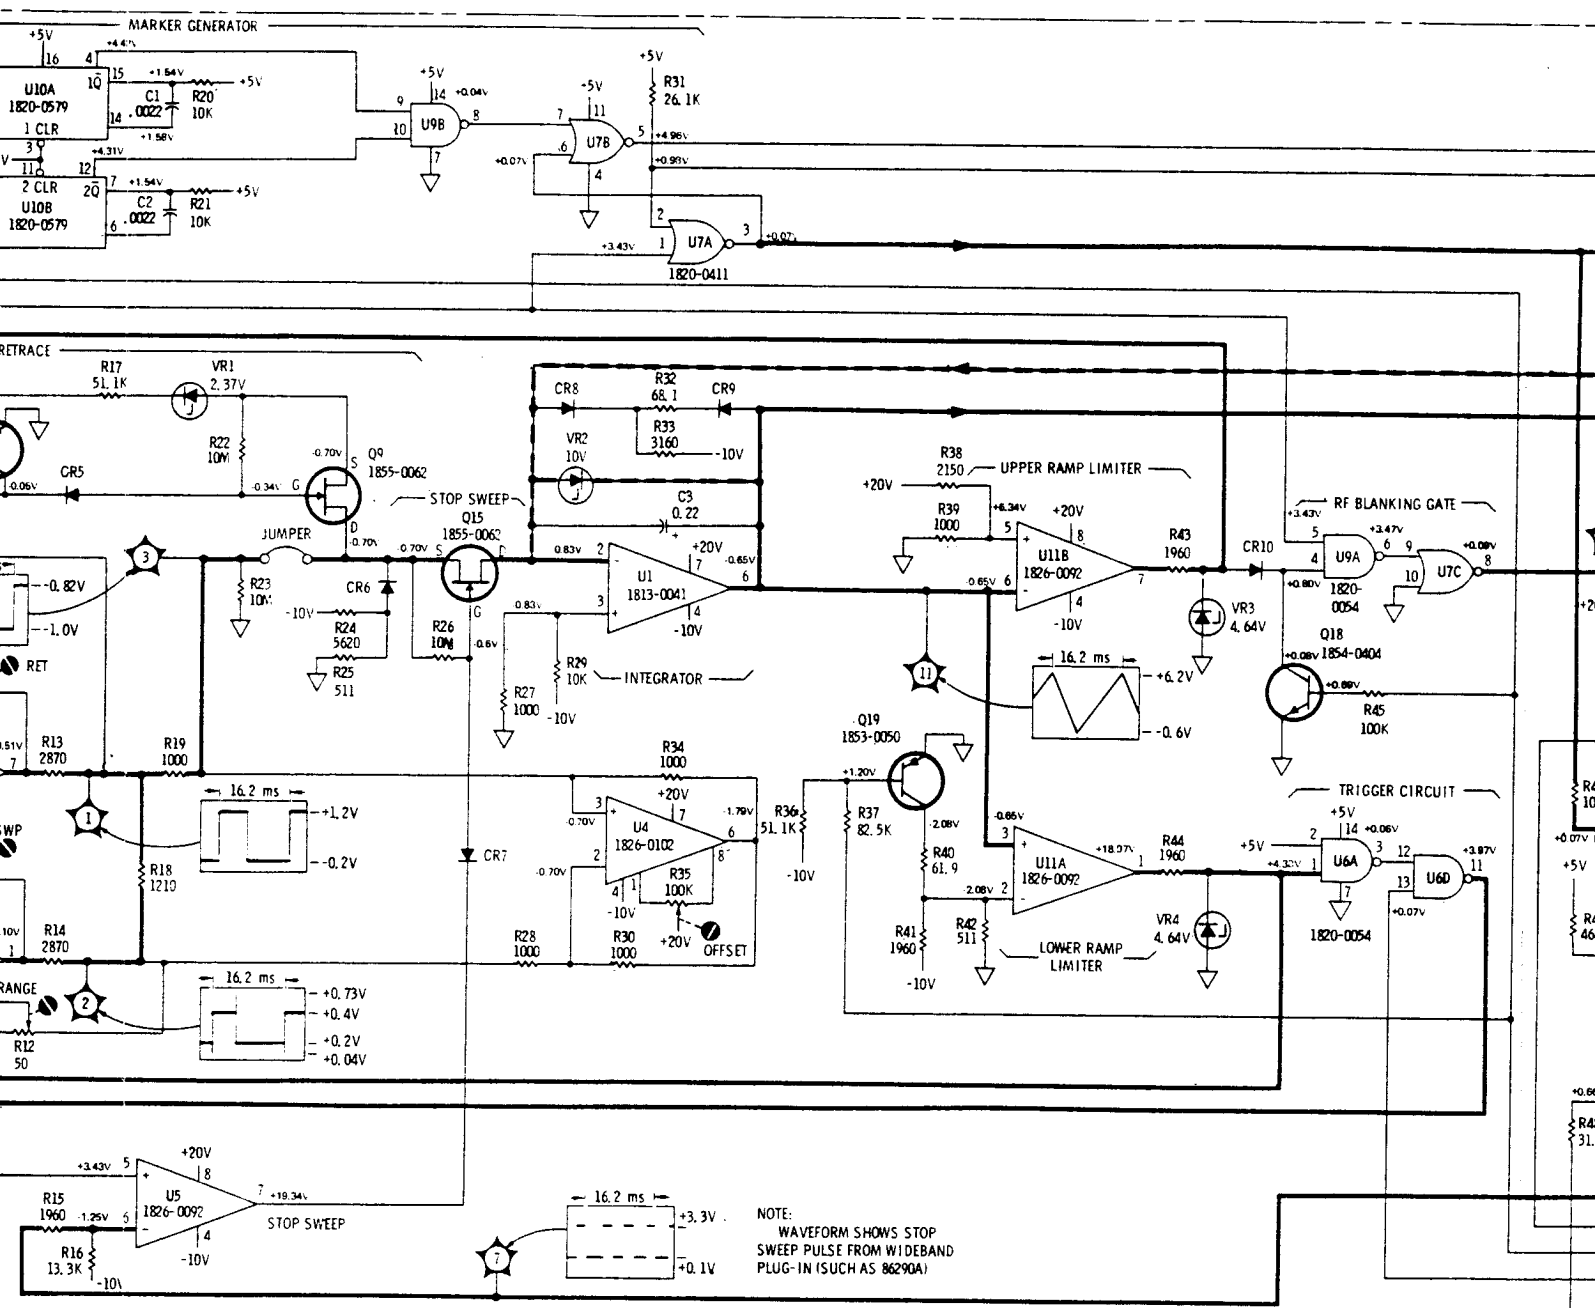 MARKER GENERATOR
+5V
16
4
15
1Q̄
+1.54V
+5V
U10A
1820-0579
C1
.0022
R20
10K
14
1 CLR
3
+1.58V
+4.31V
11
12
2 CLR
2Q̄
7
+1.54V
+5V
U10B
1820-0579
C2
.0022
R21
10K
6
+5V
14
+0.04V
9
8
10
U9B
7
+5V
11
7
5
+4.96V
U7B
6
+0.07V
4
+5V
R31
26.1K
+0.93V
2
U7A
3
+0.07
1
+3.43V
1820-0411
RETRACE
R17
51.1K
VR1
2.37V
R22
10M
-0.70V
S
Q9
1855-0062
-0.34V
G
D
-0.70V
-0.06V
CR5
STOP SWEEP
Q15
1855-0062
JUMPER
-0.70V
S
G
3
-0.82V
-1.0V
RET
R23
10M
CR6
-10V
R24
5620
R25
511
R26
10M
-0.6V
CR8
R32
68.1
CR9
R33
3160
-10V
VR2
10V
C3
0.22
+
0.83V
2
-
+20V
7
-0.65V
6
U1
1813-0041
0.83V
3
+
4
-10V
R29
10K
R27
1000
-10V
INTEGRATOR
R38
2150
UPPER RAMP LIMITER
+20V
R39
1000
+6.34V
5
+
+20V
8
U11B
1826-0092
-0.65V
6
-
7
4
-10V
R43
1960
CR10
VR3
4.64V
RF BLANKING GATE
+3.43V
5
+3.47V
6
9
+0.08V
4
U9A
10
U7C
8
+0.80V
1820-
0054
Q18
1854-0404
+0.08V
+0.69V
R45
100K
11
16.2 ms
+6.2V
-0.6V
7
R13
2870
R19
1000
1
16.2 ms
+1.2V
-0.2V
R18
1210
CR7
R34
1000
3
+
-0.70V
+20V
7
-1.79V
6
U4
1826-0102
2
-
-0.70V
8
4
1
-10V
R35
100K
+20V
OFFSET
R28
1000
R30
1000
Q19
1853-0050
+1.20V
R36
51.1K
R37
82.5K
-10V
-2.08V
R40
61.9
-2.08V
R41
1960
-10V
R42
511
-0.65V
3
+
U11A
1826-0092
+18.07V
1
2
-
LOWER RAMP
LIMITER
R44
1960
VR4
4.64V
TRIGGER CIRCUIT
+5V
2
14
+0.06V
+5V
3
12
+3.97V
1
U6A
U6D
11
7
13
+0.07V
1820-0054
+0.07V
+5V
1
R14
2870
RANGE
2
R12
50
16.2 ms
+0.73V
+0.4V
+0.2V
+0.04V
+3.43V
5
+
+20V
8
7
+19.34V
U5
1826-0092
STOP SWEEP
R15
1960
-1.25V
6
-
4
-10V
R16
13.3K
7
16.2 ms
+3.3V
+0.1V
NOTE:
WAVEFORM SHOWS STOP
SWEEP PULSE FROM WIDEBAND
PLUG-IN (SUCH AS 86290A)